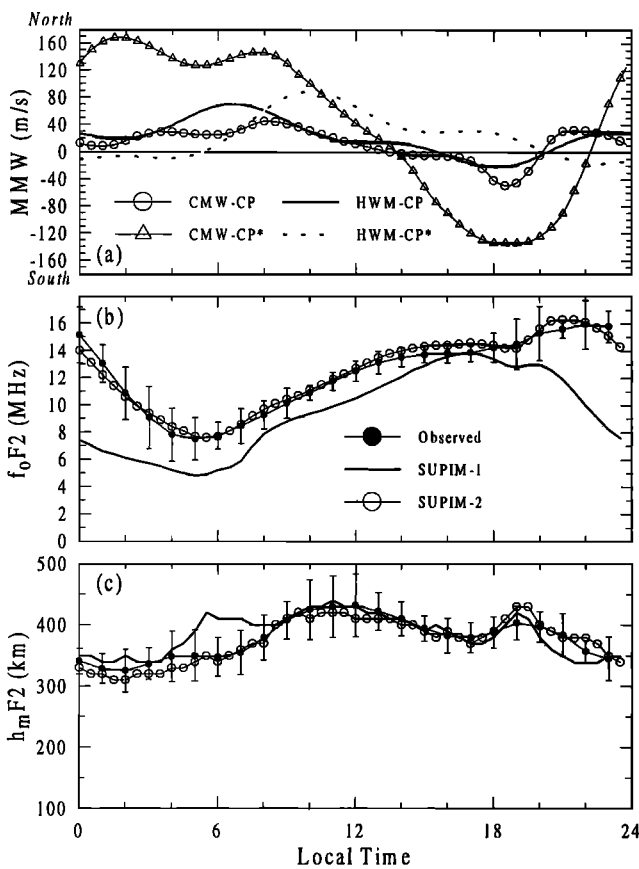 North
160
120
80
40
0
-40
-80
-120
-160
South
MMW (m/s)
CMW-CP
HWM-CP
CMW-CP*
HWM-CP*
(a)
(b)
16
14
12
10
8
6
4
2
0
f₀F2 (MHz)
Observed
SUPIM-1
SUPIM-2
(c)
500
400
300
200
100
hₘF2 (km)
0 6 12 18 24
Local Time